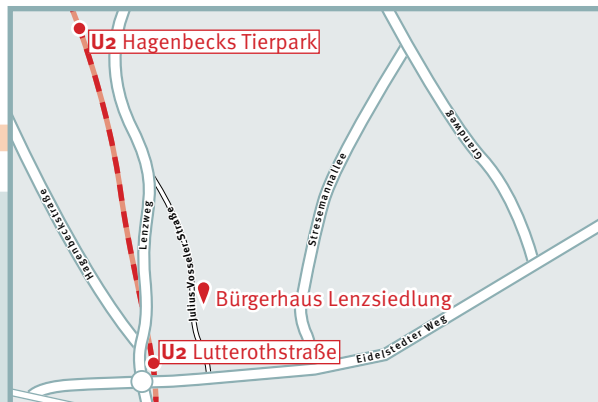 U2 Hagenbecks Tierpark
Grandweg
Stresemannallee
Hagenbeckstraße
Lenzweg
Julius-Vosseler-Straße
Bürgerhaus Lenzsiedlung
Eidelstedter Weg
U2 Lutterothstraße